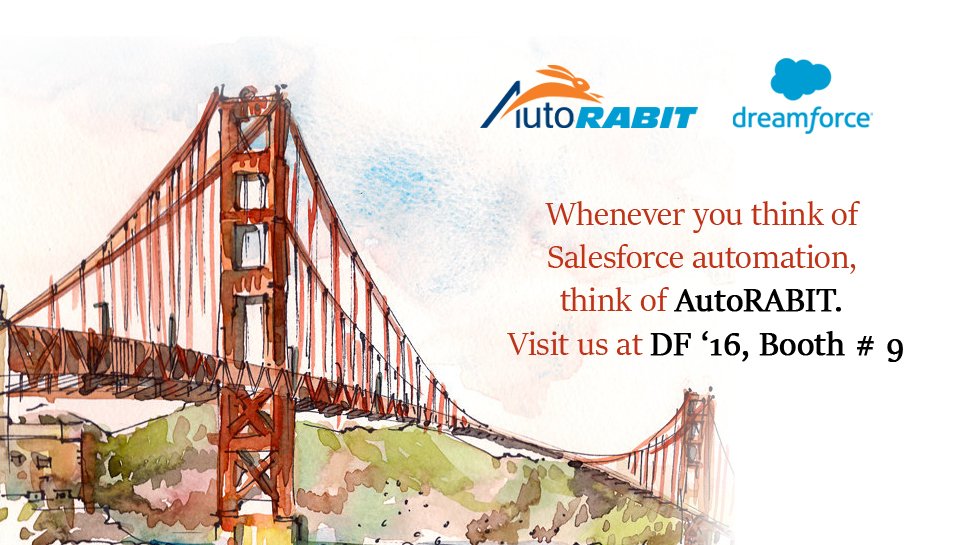 AutoRABIT
dreamforce
Whenever you think of
Salesforce automation,
think of AutoRABIT.
Visit us at DF ‘16, Booth # 9